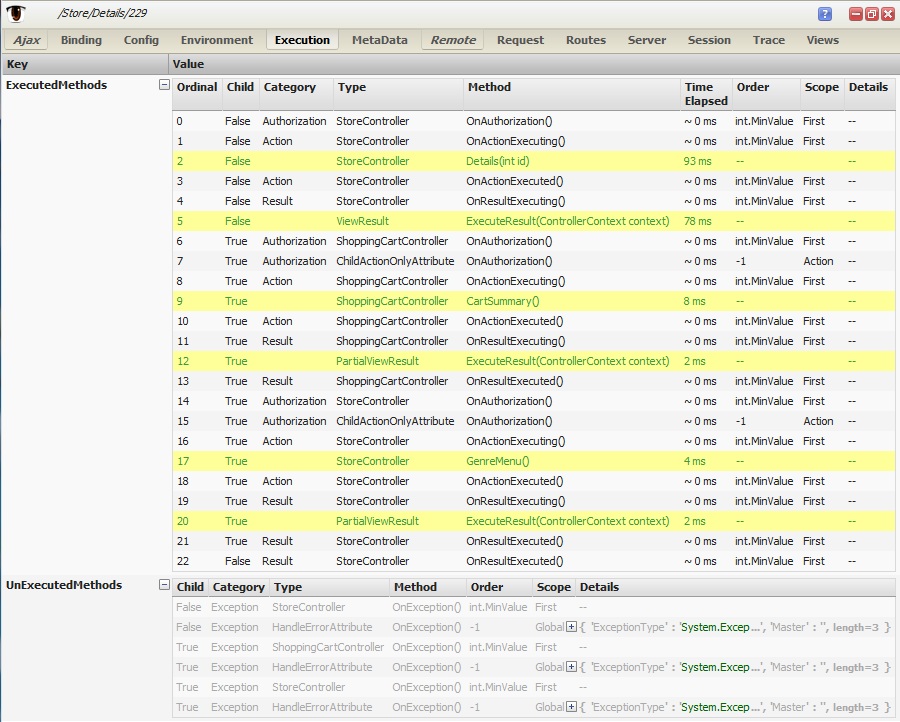 /Store/Details/229 ?
Ajax Binding Config Environment Execution MetaData Remote Request Routes Server Session Trace Views
Key Value
ExecutedMethods Ordinal Child Category Type Method Time Elapsed Order Scope Details
0 False Authorization StoreController OnAuthorization() ~ 0 ms int.MinValue First --
1 False Action StoreController OnActionExecuting() ~ 0 ms int.MinValue First --
2 False StoreController Details(int id) 93 ms -- --
3 False Action StoreController OnActionExecuted() ~ 0 ms int.MinValue First --
4 False Result StoreController OnResultExecuting() ~ 0 ms int.MinValue First --
5 False ViewResult ExecuteResult(ControllerContext context) 78 ms -- --
6 True Authorization ShoppingCartController OnAuthorization() ~ 0 ms int.MinValue First --
7 True Authorization ChildActionOnlyAttribute OnAuthorization() ~ 0 ms -1 Action --
8 True Action ShoppingCartController OnActionExecuting() ~ 0 ms int.MinValue First --
9 True ShoppingCartController CartSummary() 8 ms -- --
10 True Action ShoppingCartController OnActionExecuted() ~ 0 ms int.MinValue First --
11 True Result ShoppingCartController OnResultExecuting() ~ 0 ms int.MinValue First --
12 True PartialViewResult ExecuteResult(ControllerContext context) 2 ms -- --
13 True Result ShoppingCartController OnResultExecuted() ~ 0 ms int.MinValue First --
14 True Authorization StoreController OnAuthorization() ~ 0 ms int.MinValue First --
15 True Authorization ChildActionOnlyAttribute OnAuthorization() ~ 0 ms -1 Action --
16 True Action StoreController OnActionExecuting() ~ 0 ms int.MinValue First --
17 True StoreController GenreMenu() 4 ms -- --
18 True Action StoreController OnActionExecuted() ~ 0 ms int.MinValue First --
19 True Result StoreController OnResultExecuting() ~ 0 ms int.MinValue First --
20 True PartialViewResult ExecuteResult(ControllerContext context) 2 ms -- --
21 True Result StoreController OnResultExecuted() ~ 0 ms int.MinValue First --
22 False Result StoreController OnResultExecuted() ~ 0 ms int.MinValue First --
UnExecutedMethods Child Category Type Method Order Scope Details
False Exception StoreController OnException() int.MinValue First --
False Exception HandleErrorAttribute OnException() -1 Global { 'ExceptionType' : 'System.Excep...', 'Master' : '', length=3 }
True Exception ShoppingCartController OnException() int.MinValue First --
True Exception HandleErrorAttribute OnException() -1 Global { 'ExceptionType' : 'System.Excep...', 'Master' : '', length=3 }
True Exception StoreController OnException() int.MinValue First --
True Exception HandleErrorAttribute OnException() -1 Global { 'ExceptionType' : 'System.Excep...', 'Master' : '', length=3 }